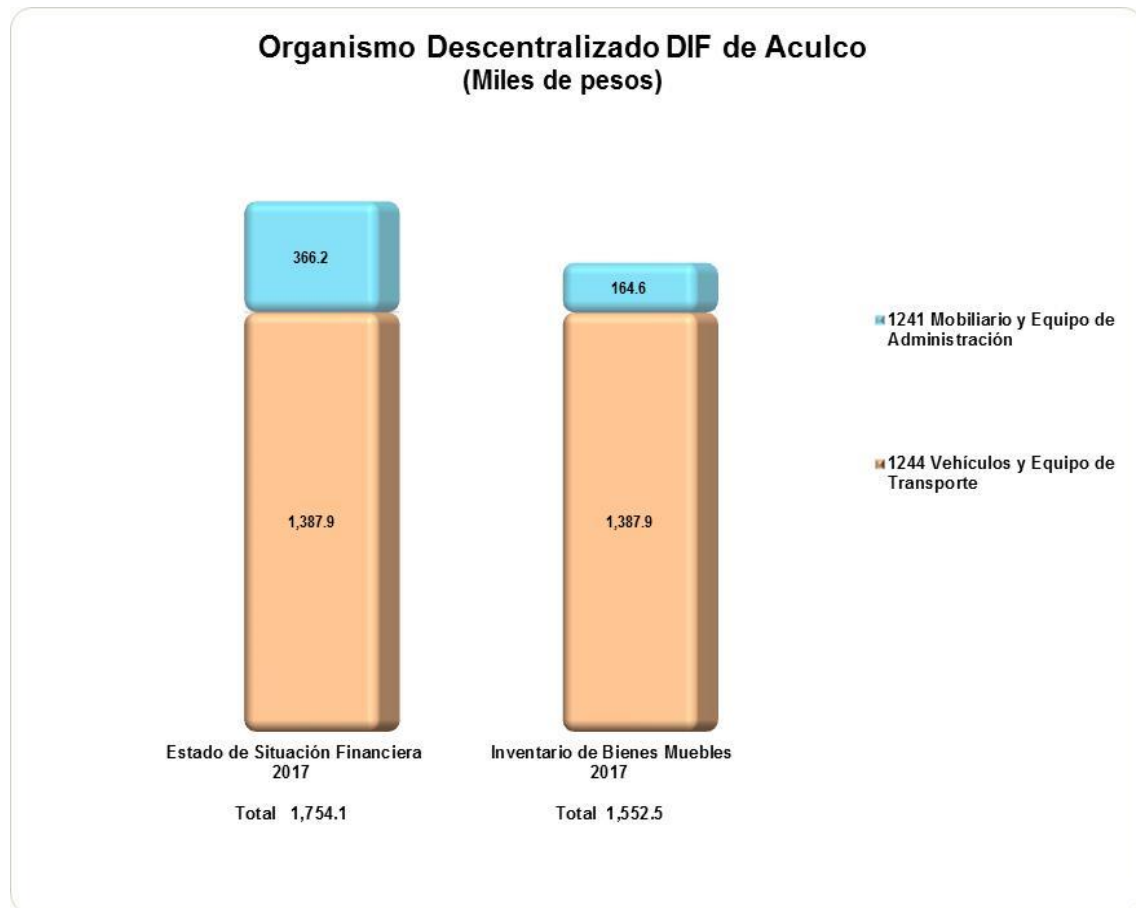 Organismo Descentralizado DIF de Aculco
(Miles de pesos)
366.2
164.6
1241 Mobiliario y Equipo de
Administración
1244 Vehículos y Equipo de
Transporte
1,387.9
1,387.9
Estado de Situación Financiera
2017
Inventario de Bienes Muebles
2017
Total 1,754.1
Total 1,552.5